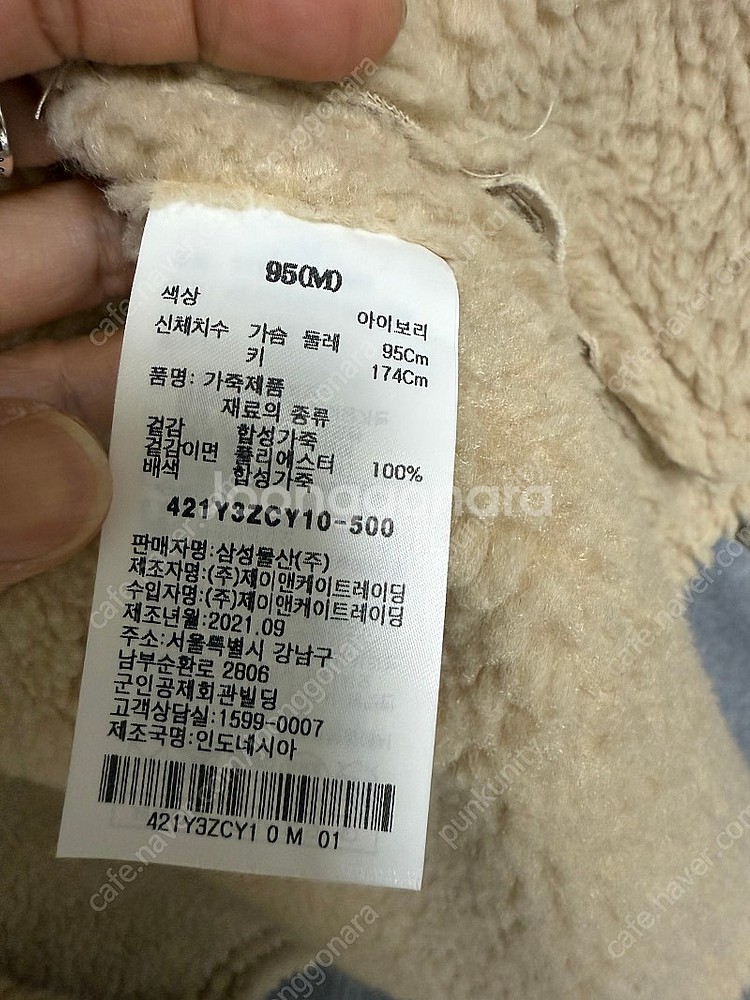 95(M)
색상 아이보리
신체치수 가슴 둘레 95Cm
키 174Cm
품명: 가죽제품
재료의 종류
겉감 합성가죽
겉감이면 폴리에스터 100%
배색 합성가죽
joonggonara
421Y3ZCY10-500
판매자명:삼성물산(주)
제조자명:(주)제이앤케이트레이딩
수입자명:(주)제이앤케이트레이딩
제조년월:2021.09
주소:서울특별시 강남구
남부순환로 2806
군인공제회관빌딩
고객상담실:1599-0007
제조국명:인도네시아
421Y3ZCY1 0 M 01